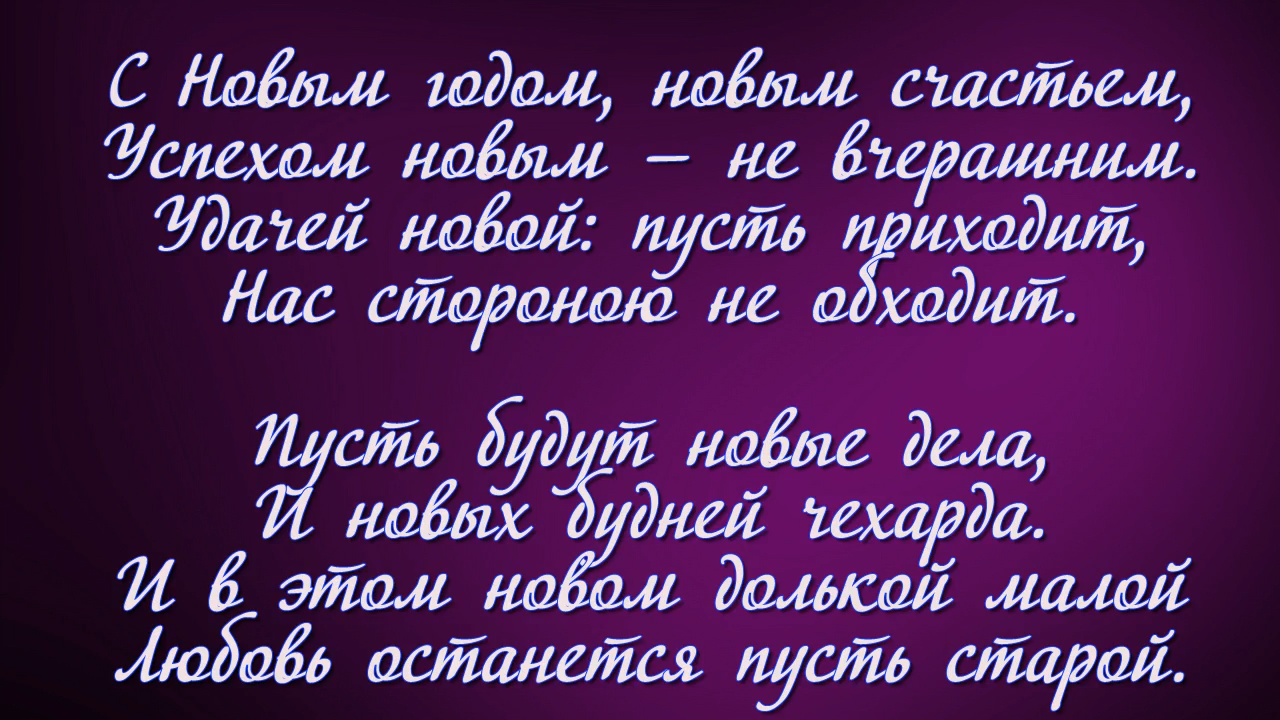 С Новым годом, новым счастьем,
Успехом новым – не вчерашним.
Удачей новой: пусть приходит,
Нас стороною не обходит.
Пусть будут новые дела,
И новых будней чехарда.
И в этом новом долькой малой
Любовь останется пусть старой.